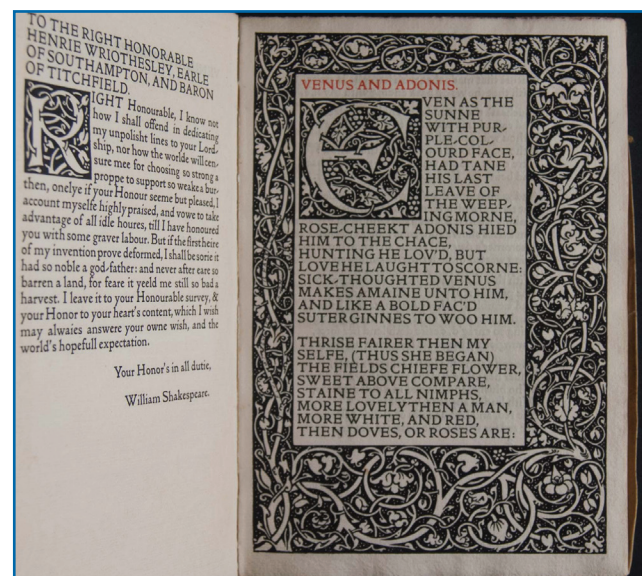 TO THE RIGHT HONORABLE
HENRIE WRIOTHESLEY, EARLE
OF SOUTHAMPTON, AND BARON
OF TITCHFIELD.
RIGHT Honourable, I know not
how I shall offend in dedicating
my unpolisht lines to your Lord-
ship, nor how the worlde will cen-
sure mee for choosing so strong a
proppe to support so weake a bur-
then, onelye if your Honour seeme but pleased, I
account myselfe highly praised, and vowe to take
advantage of all idle houres, till I have honoured
you with some graver labour. But if the first heire
of my invention prove deformed, I shall be sorie it
had so noble a god-father: and never after eare so
barren a land, for feare it yeeld me still so bad a
harvest. I leave it to your Honourable survey, &
your Honor to your heart's content, which I wish
may alwaies answere your owne wish, and the
world's hopefull expectation.
Your Honor's in all dutie,
William Shakespeare.
VENUS AND ADONIS.
EVEN AS THE
SUNNE
WITH PUR-
PLE-COL-
OURD FACE,
HAD TANE
HIS LAST
LEAVE OF
THE WEEP-
ING MORNE,
ROSE-CHEEKT ADONIS HIED
HIM TO THE CHACE,
HUNTING HE LOV'D, BUT
LOVE HE LAUGHT TO SCORNE:
SICK-THOUGHTED VENUS
MAKES AMAINE UNTO HIM,
AND LIKE A BOLD FAC'D
SUTER GINNES TO WOO HIM.
THRISE FAIRER THEN MY
SELFE, (THUS SHE BEGAN)
THE FIELDS CHIEFE FLOWER,
SWEET ABOVE COMPARE,
STAINE TO ALL NIMPHS,
MORE LOVELY THEN A MAN,
MORE WHITE, AND RED,
THEN DOVES, OR ROSES ARE: